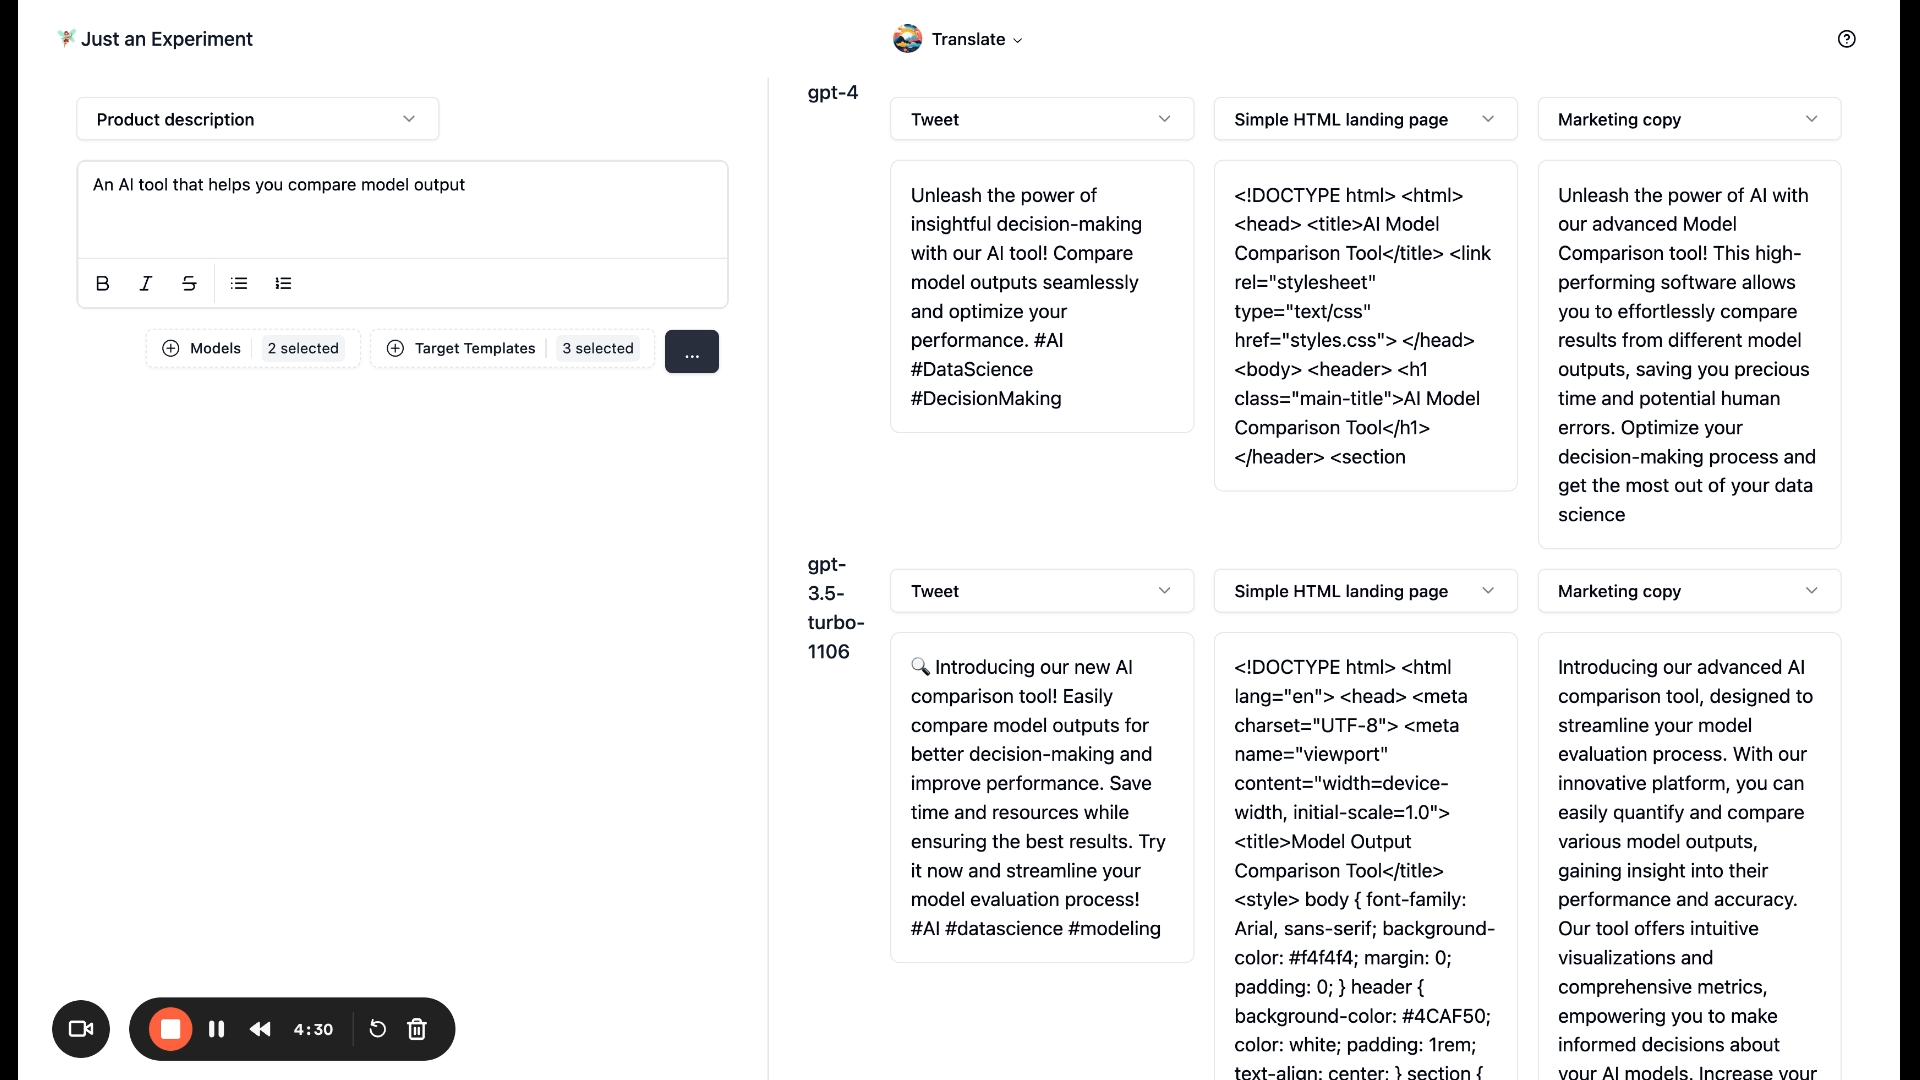 Just an Experiment
Translate
Product description
An AI tool that helps you compare model output
B I S
Models 2 selected
Target Templates 3 selected
...
gpt-4
Tweet
Unleash the power of
insightful decision-making
with our AI tool! Compare
model outputs seamlessly
and optimize your
performance. #AI
#DataScience
#DecisionMaking
Simple HTML landing page
<!DOCTYPE html> <html>
<head> <title>AI Model
Comparison Tool</title> <link
rel="stylesheet"
type="text/css"
href="styles.css"> </head>
<body> <header> <h1
class="main-title">AI Model
Comparison Tool</h1>
</header> <section
Marketing copy
Unleash the power of AI with
our advanced Model
Comparison tool! This high-
performing software allows
you to effortlessly compare
results from different model
outputs, saving you precious
time and potential human
errors. Optimize your
decision-making process and
get the most out of your data
science
gpt-
3.5-
turbo-
1106
Tweet
🔍 Introducing our new AI
comparison tool! Easily
compare model outputs for
better decision-making and
improve performance. Save
time and resources while
ensuring the best results. Try
it now and streamline your
model evaluation process!
#AI #datascience #modeling
Simple HTML landing page
<!DOCTYPE html> <html
lang="en"> <head> <meta
charset="UTF-8"> <meta
name="viewport"
content="width=device-
width, initial-scale=1.0">
<title>Model Output
Comparison Tool</title>
<style> body { font-family:
Arial, sans-serif; background-
color: #f4f4f4; margin: 0;
padding: 0; } header {
background-color: #4CAF50;
color: white; padding: 1rem;
text-align: center; } section {
Marketing copy
Introducing our advanced AI
comparison tool, designed to
streamline your model
evaluation process. With our
innovative platform, you can
easily quantify and compare
various model outputs,
gaining insight into their
performance and accuracy.
Our tool offers intuitive
visualizations and
comprehensive metrics,
empowering you to make
informed decisions about
your AI models. Increase your
4:30